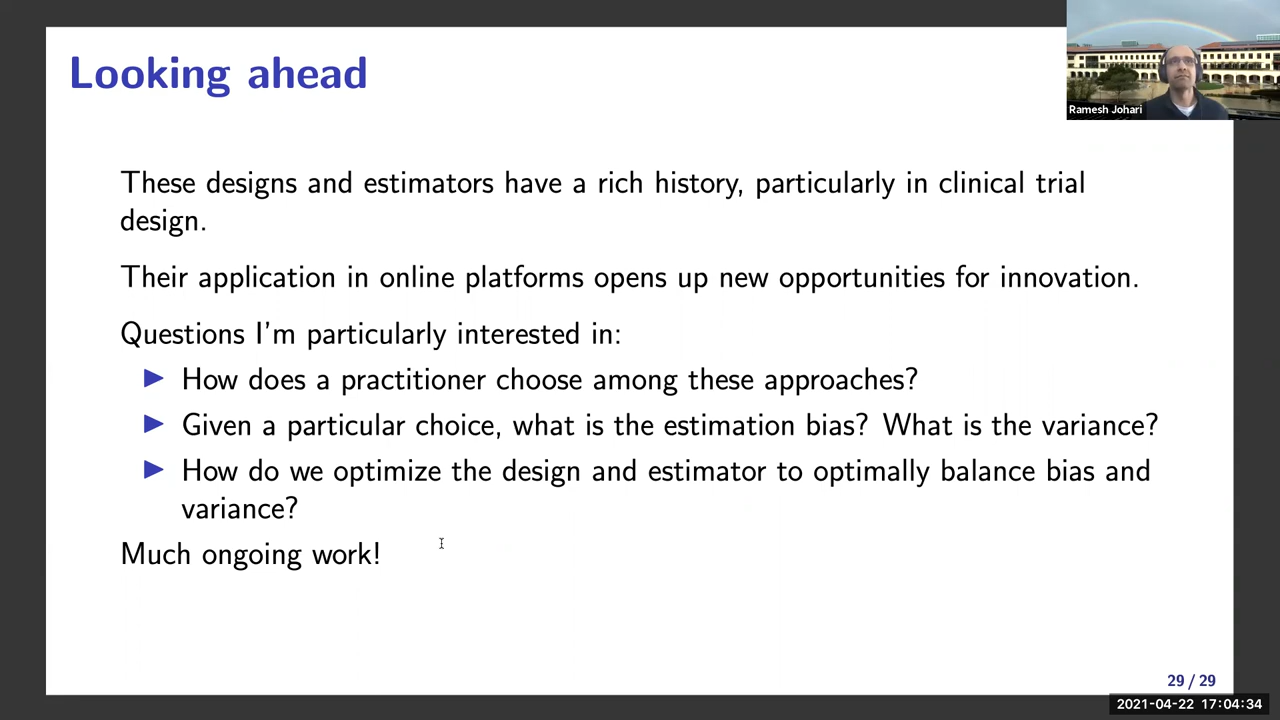 Looking ahead
Ramesh Johari
These designs and estimators have a rich history, particularly in clinical trial
design.
Their application in online platforms opens up new opportunities for innovation.
Questions I'm particularly interested in:
How does a practitioner choose among these approaches?
Given a particular choice, what is the estimation bias? What is the variance?
How do we optimize the design and estimator to optimally balance bias and
variance?
Much ongoing work!
29 / 29
2021-04-22 17:04:34